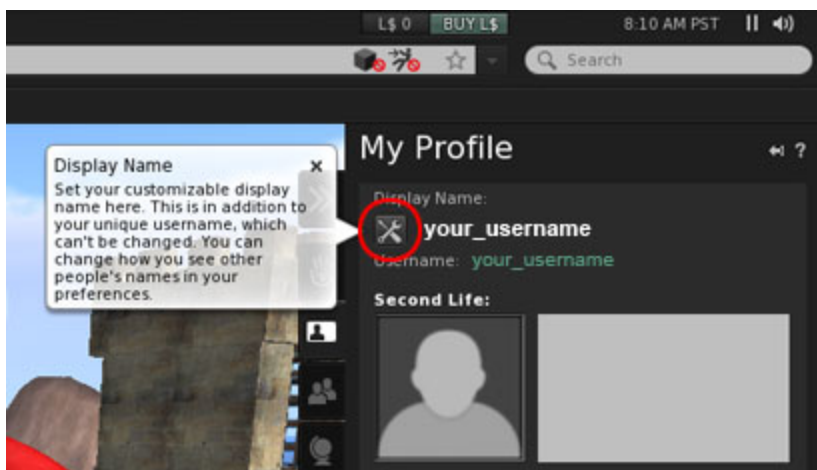 L$ 0 BUY L$ 8:10 AM PST
Search
My Profile ?
Display Name ×
Set your customizable display
name here. This is in addition to
your unique username, which
can't be changed. You can
change how you see other
people's names in your
preferences.
Display Name:
your_username
Username: your_username
Second Life: